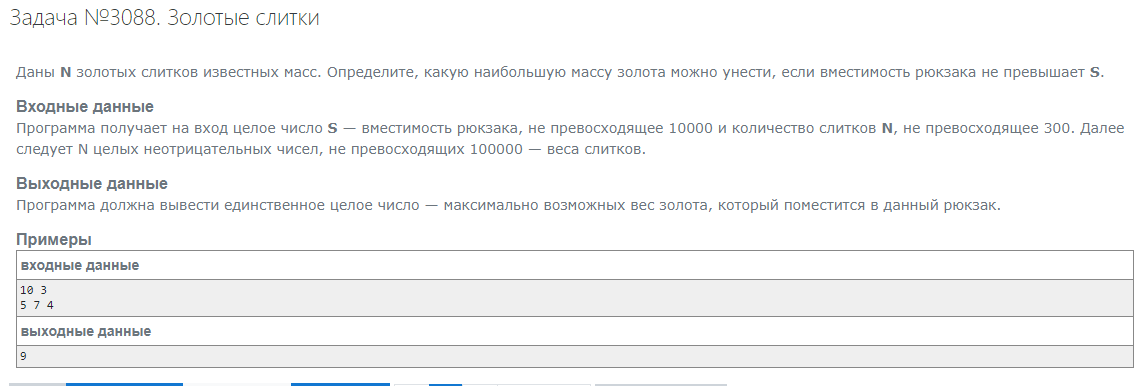 Задача №3088. Золотые слитки
Даны N золотых слитков известных масс. Определите, какую наибольшую массу золота можно унести, если вместимость рюкзака не превышает S.
Входные данные
Программа получает на вход целое число S — вместимость рюкзака, не превосходящее 10000 и количество слитков N, не превосходящее 300. Далее
следует N целых неотрицательных чисел, не превосходящих 100000 — веса слитков.
Выходные данные
Программа должна вывести единственное целое число — максимально возможных вес золота, который поместится в данный рюкзак.
Примеры
входные данные
10 3
5 7 4
выходные данные
9